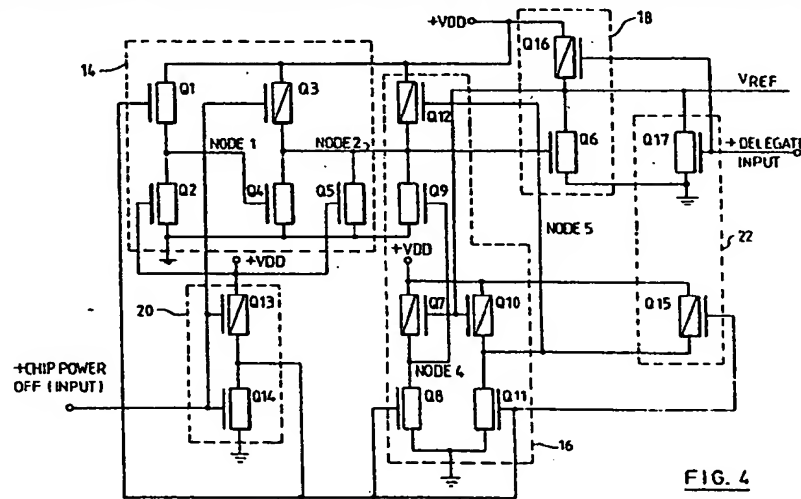 +VDD
18
14
Q16
Q1
Q3
VREF
Q12
NODE 1
NODE 2
Q6
Q17
+DELEGATE
INPUT
Q2
Q4
Q5
Q9
NODE 5
+VDD
+VDD
22
20
Q13
Q7
Q10
Q15
+CHIP POWER
OFF (INPUT)
NODE 4
Q14
Q8
Q11
16
FIG. 4